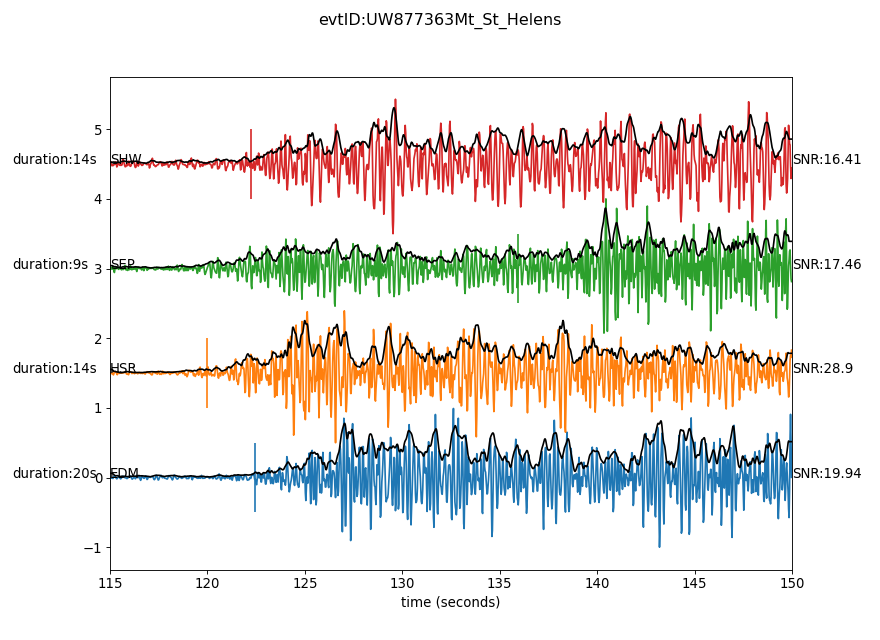 evtID:UW877363Mt_St_Helens
5
duration:14s SHW SNR:16.41
4
duration:9s SEP SNR:17.46
3
2
duration:14s HSR SNR:28.9
1
duration:20s EDM SNR:19.94
0
−1
115 120 125 130 135 140 145 150
time (seconds)